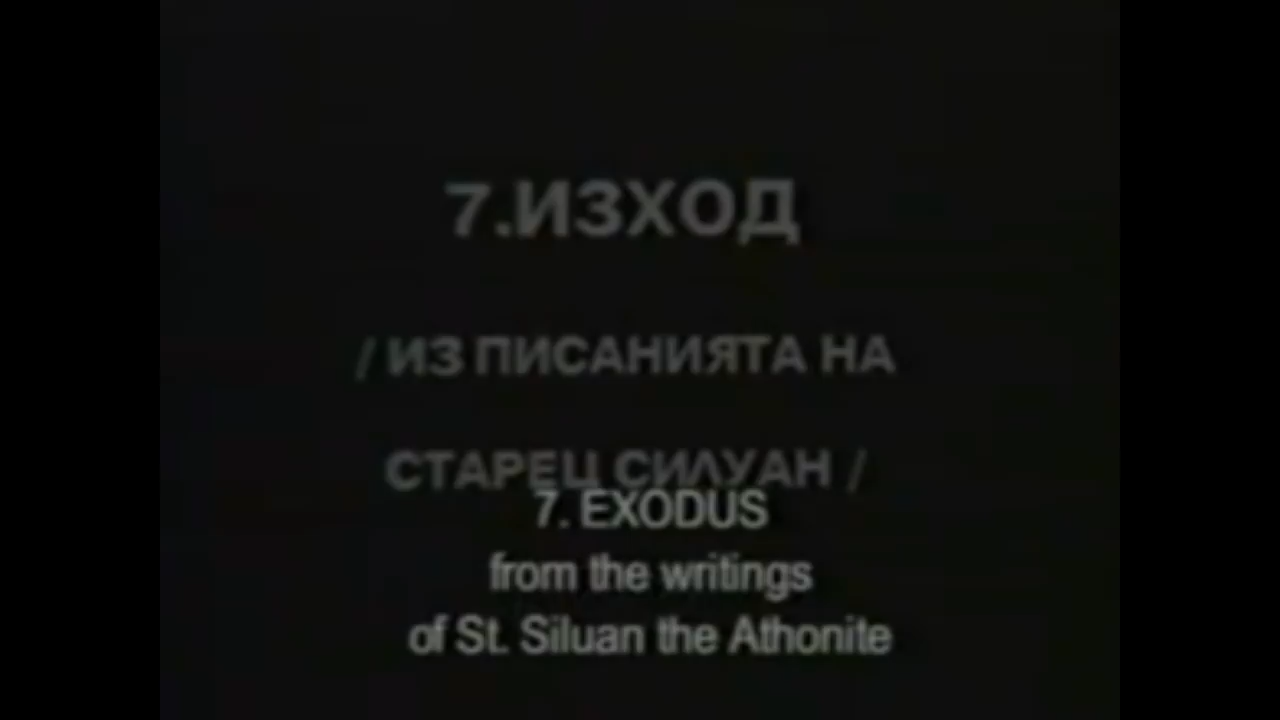 7.ИЗХОД
/ ИЗ ПИСАНИЯТА НА
СТАРЕЦ СИЛУАН /
7. EXODUS
from the writings
of St. Siluan the Athonite